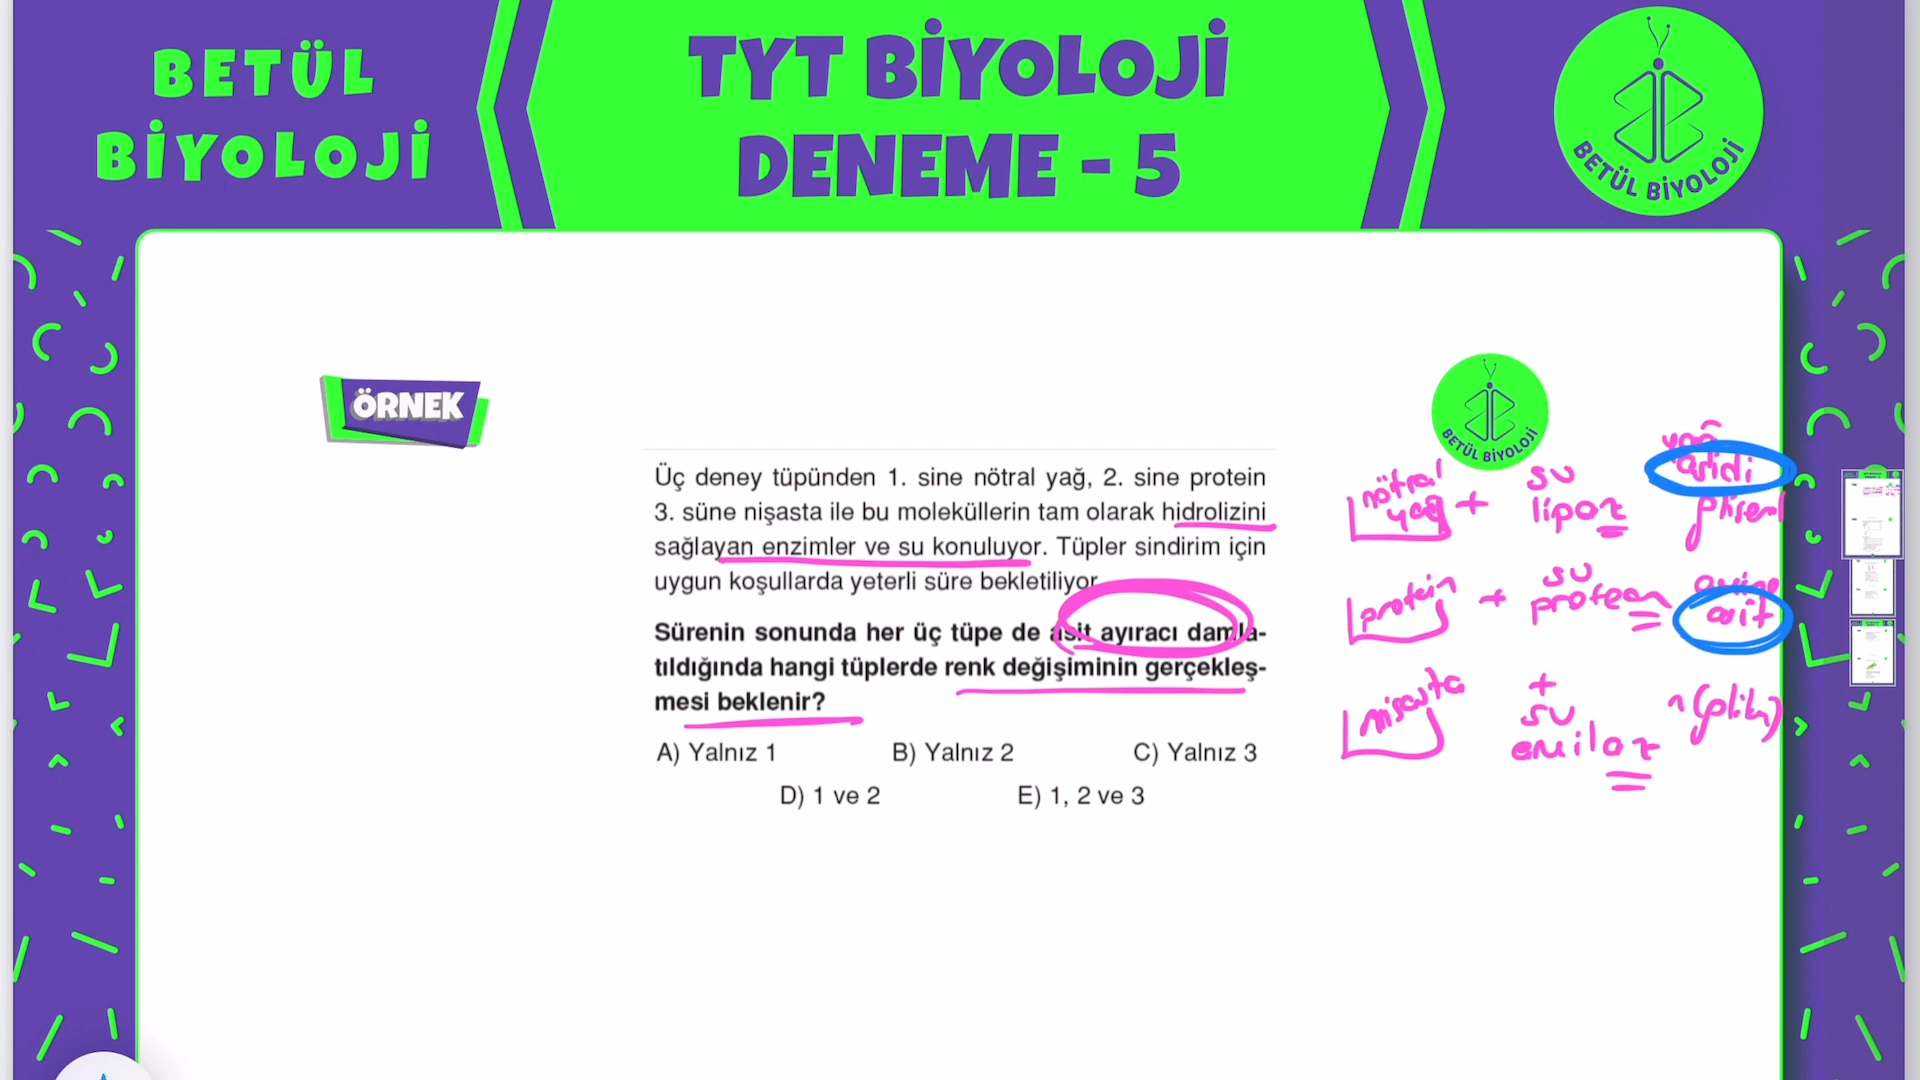 BETÜL
BİYOLOJİ
TYT BİYOLOJİ
DENEME - 5
BETÜL BİYOLOJİ
ÖRNEK
BETÜL BİYOLOJİ
Üç deney tüpünden 1. sine nötral yağ, 2. sine protein
3. süne nişasta ile bu moleküllerin tam olarak hidrolizini
sağlayan enzimler ve su konuluyor. Tüpler sindirim için
uygun koşullarda yeterli süre bekletiliyor.
Sürenin sonunda her üç tüpe de asit ayıracı damla-
tıldığında hangi tüplerde renk değişiminin gerçekleş-
mesi beklenir?
A) Yalnız 1 B) Yalnız 2 C) Yalnız 3
D) 1 ve 2 E) 1, 2 ve 3
nötral yağ + su lipaz yağ asidi
protein + su asit
nişasta + su